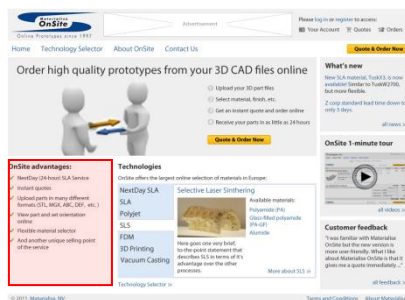 Materialise
OnSite
Online Prototypes since 1997
Advertisement
Please log in or register to access:
Your Account Quotes Orders
Home Technology Selector About OnSite Contact Us
Quote & Order Now
Order high quality prototypes from your 3D CAD files online
Upload your 3D part files
Select material, finish, etc.
Get an instant quote and order online
Receive your parts in as little as 24hours
Quote & Order Now
What's new
New SLA material, TuskXS, is now
available! Similar to TuskW2700,
but more flexible.
Z corp standard lead time down to
only 3 days.
all news »
OnSite 1-minute tour
all videos »
Customer feedback
"I was familiar with Materialise
OnSite but the new version is
more user-friendly. What I like
about Materialise OnSite is that it
gives me a quote immediately..."
all feedback »
OnSite advantages:
✓ NextDay (24-hour) SLA Service
✓ Instant quotes
✓ Upload parts in many different
formats (STL, MGX, ABC, DEF, etc.)
✓ View part and set orientation
online
✓ Flexible material selector
✓ And another unique selling point
of the service
Technologies
OnSite offers the largest online selection of materials in Europe:
NextDay SLA
SLA
Polyjet
SLS
FDM
3D Printing
Vacuum Casting
Selective Laser Sinthering
Available materials:
Polyamide (PA)
Glass-filled polyamide
(PA-GF)
Alumide
Here goes one very brief,
to-the-point statement that
describes SLS in terms of it's
advantage over the other
processes.
More about SLS »
Technology Selector »
© 2011 Materialise, NV
Terms and Conditions About Materialise